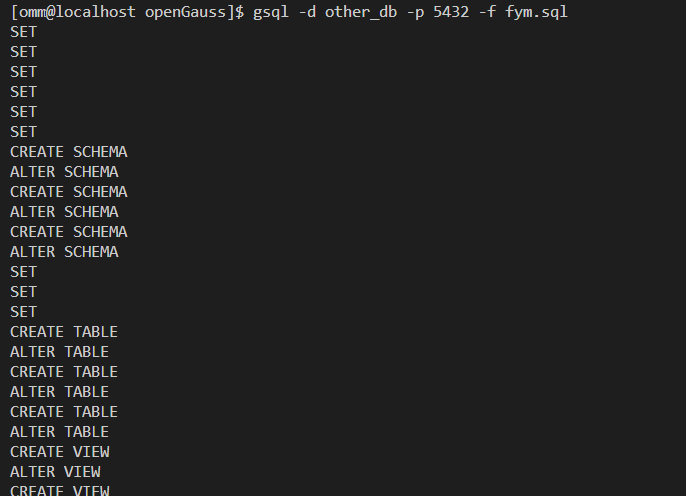 [omm@localhost openGauss]$ gsql -d other_db -p 5432 -f fym.sql
SET
SET
SET
SET
SET
SET
CREATE SCHEMA
ALTER SCHEMA
CREATE SCHEMA
ALTER SCHEMA
CREATE SCHEMA
ALTER SCHEMA
SET
SET
SET
CREATE TABLE
ALTER TABLE
CREATE TABLE
ALTER TABLE
CREATE TABLE
ALTER TABLE
CREATE VIEW
ALTER VIEW
CREATE VIEW